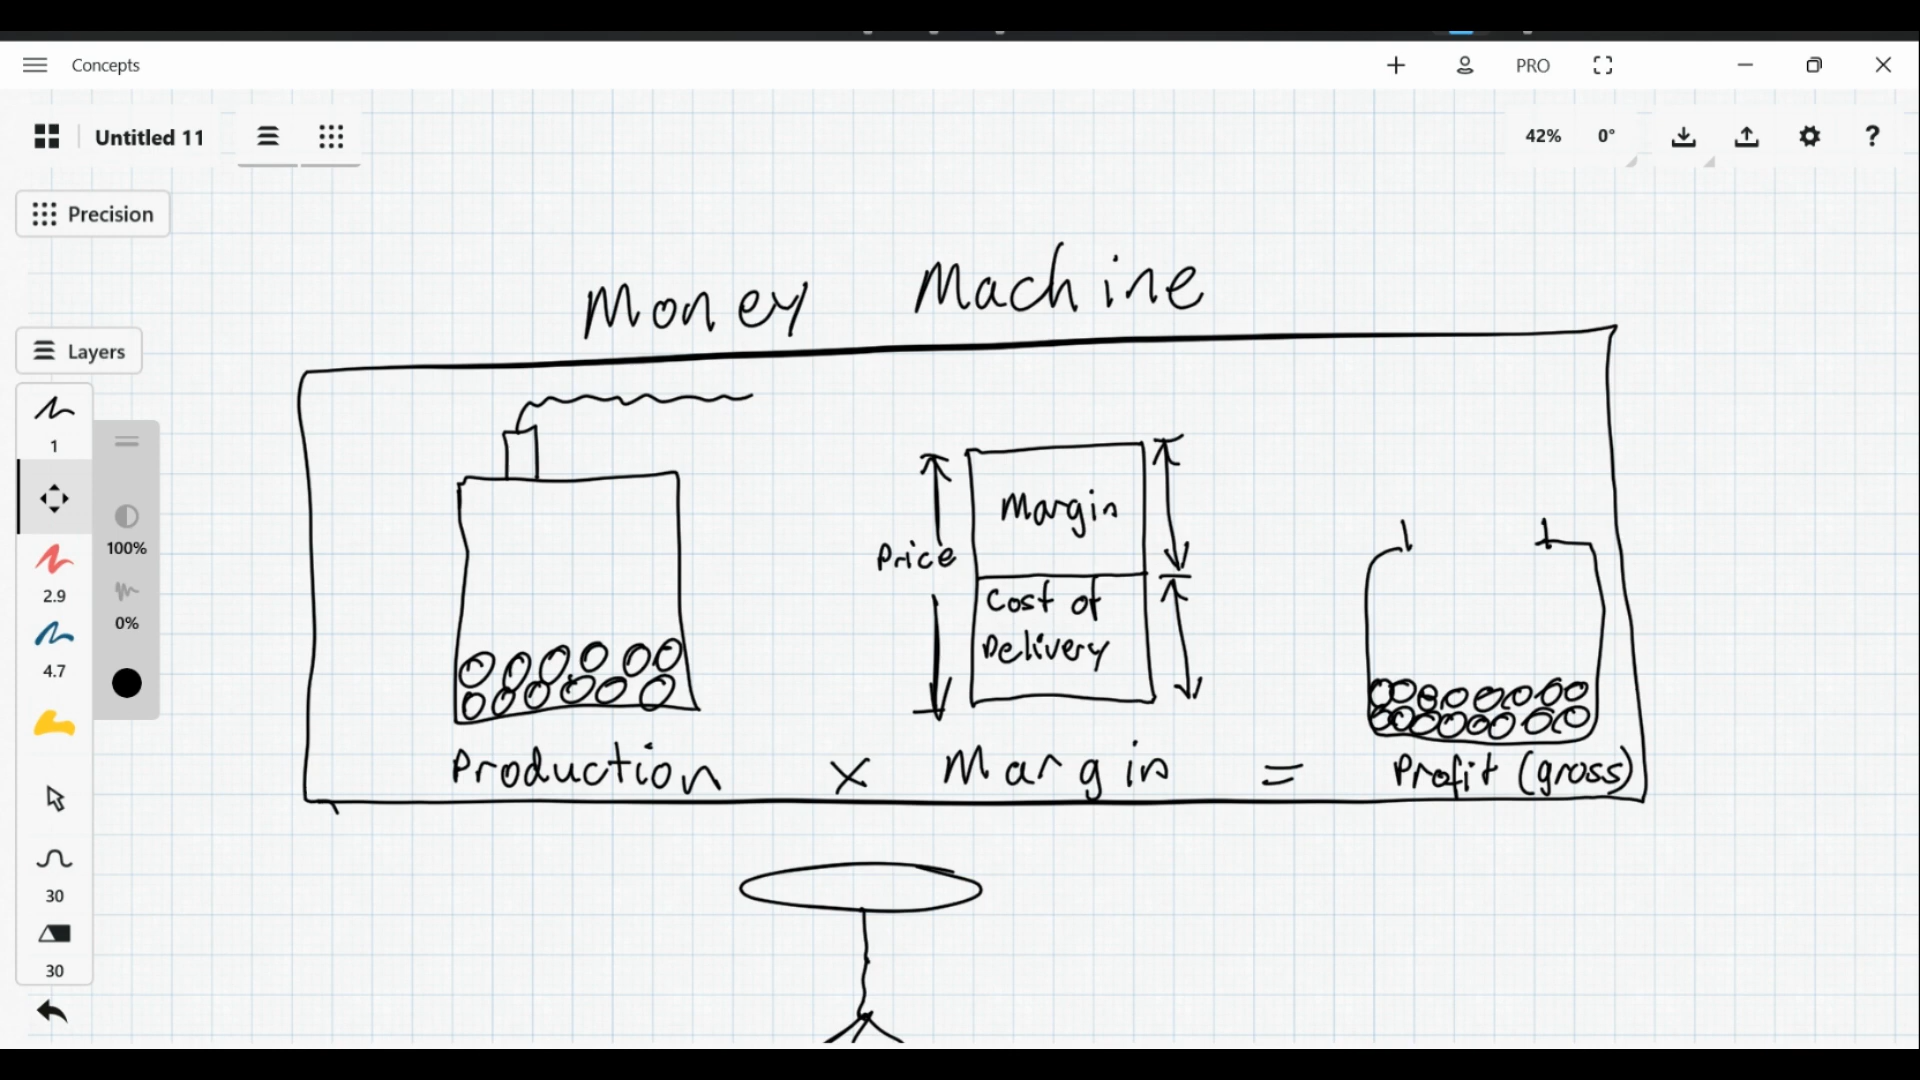 Concepts
PRO
Untitled 11
42%
0°
?
Precision
Money Machine
Layers
1
100%
2.9
0%
4.7
30
30
Margin
Price
Cost of
Delivery
Production x Margin = Profit (gross)